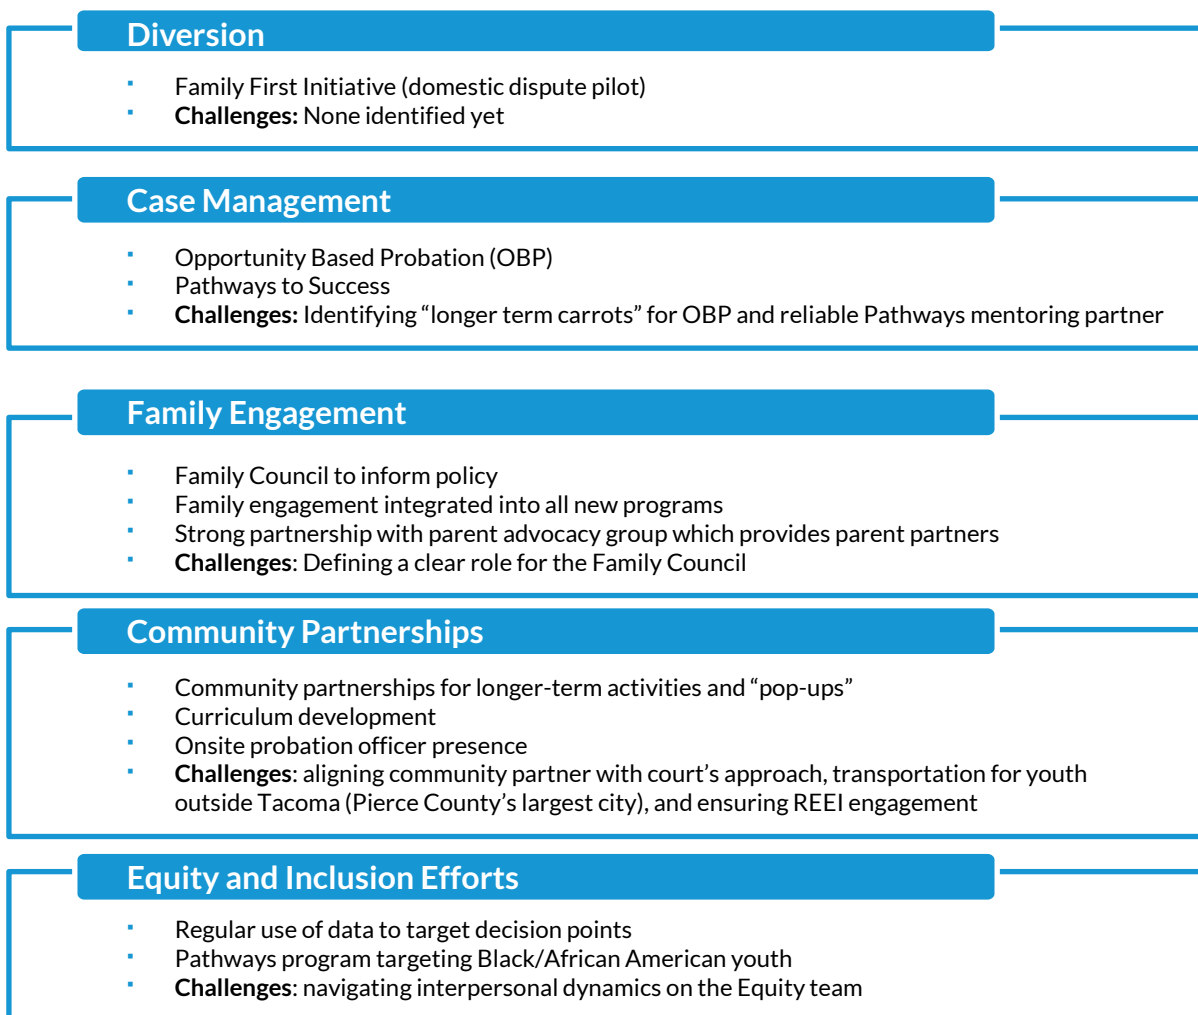 Diversion
▪ Family First Initiative (domestic dispute pilot)
▪ Challenges: None identified yet
Case Management
▪ Opportunity Based Probation (OBP)
▪ Pathways to Success
▪ Challenges: Identifying “longer term carrots” for OBP and reliable Pathways mentoring partner
Family Engagement
▪ Family Council to inform policy
▪ Family engagement integrated into all new programs
▪ Strong partnership with parent advocacy group which provides parent partners
▪ Challenges: Defining a clear role for the Family Council
Community Partnerships
▪ Community partnerships for longer-term activities and “pop-ups”
▪ Curriculum development
▪ Onsite probation officer presence
▪ Challenges: aligning community partner with court’s approach, transportation for youth
outside Tacoma (Pierce County’s largest city), and ensuring REEI engagement
Equity and Inclusion Efforts
▪ Regular use of data to target decision points
▪ Pathways program targeting Black/African American youth
▪ Challenges: navigating interpersonal dynamics on the Equity team